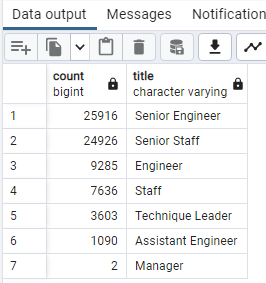 Data output Messages Notification
count title
bigint character varying
1 25916 Senior Engineer
2 24926 Senior Staff
3 9285 Engineer
4 7636 Staff
5 3603 Technique Leader
6 1090 Assistant Engineer
7 2 Manager